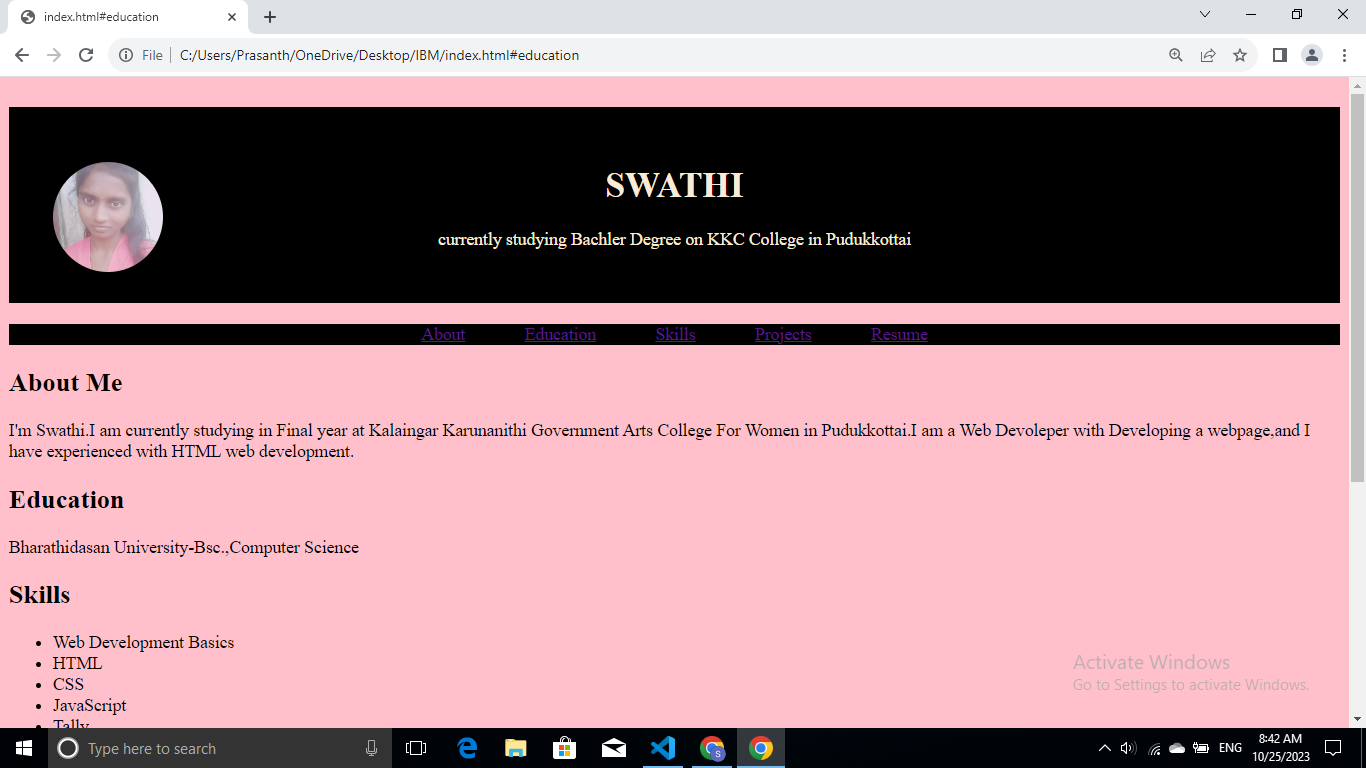 index.html#education
File
C:/Users/Prasanth/OneDrive/Desktop/IBM/index.html#education
SWATHI
currently studying Bachler Degree on KKC College in Pudukkottai
About Education Skills Projects Resume
About Me
I'm Swathi.I am currently studying in Final year at Kalaingar Karunanithi Government Arts College For Women in Pudukkottai.I am a Web Devoleper with Developing a webpage,and I
have experienced with HTML web development.
Education
Bharathidasan University-Bsc.,Computer Science
Skills
Web Development Basics
HTML
CSS
JavaScript
Tally
Activate Windows
Go to Settings to activate Windows.
Type here to search
S
ENG
8:42 AM
10/25/2023